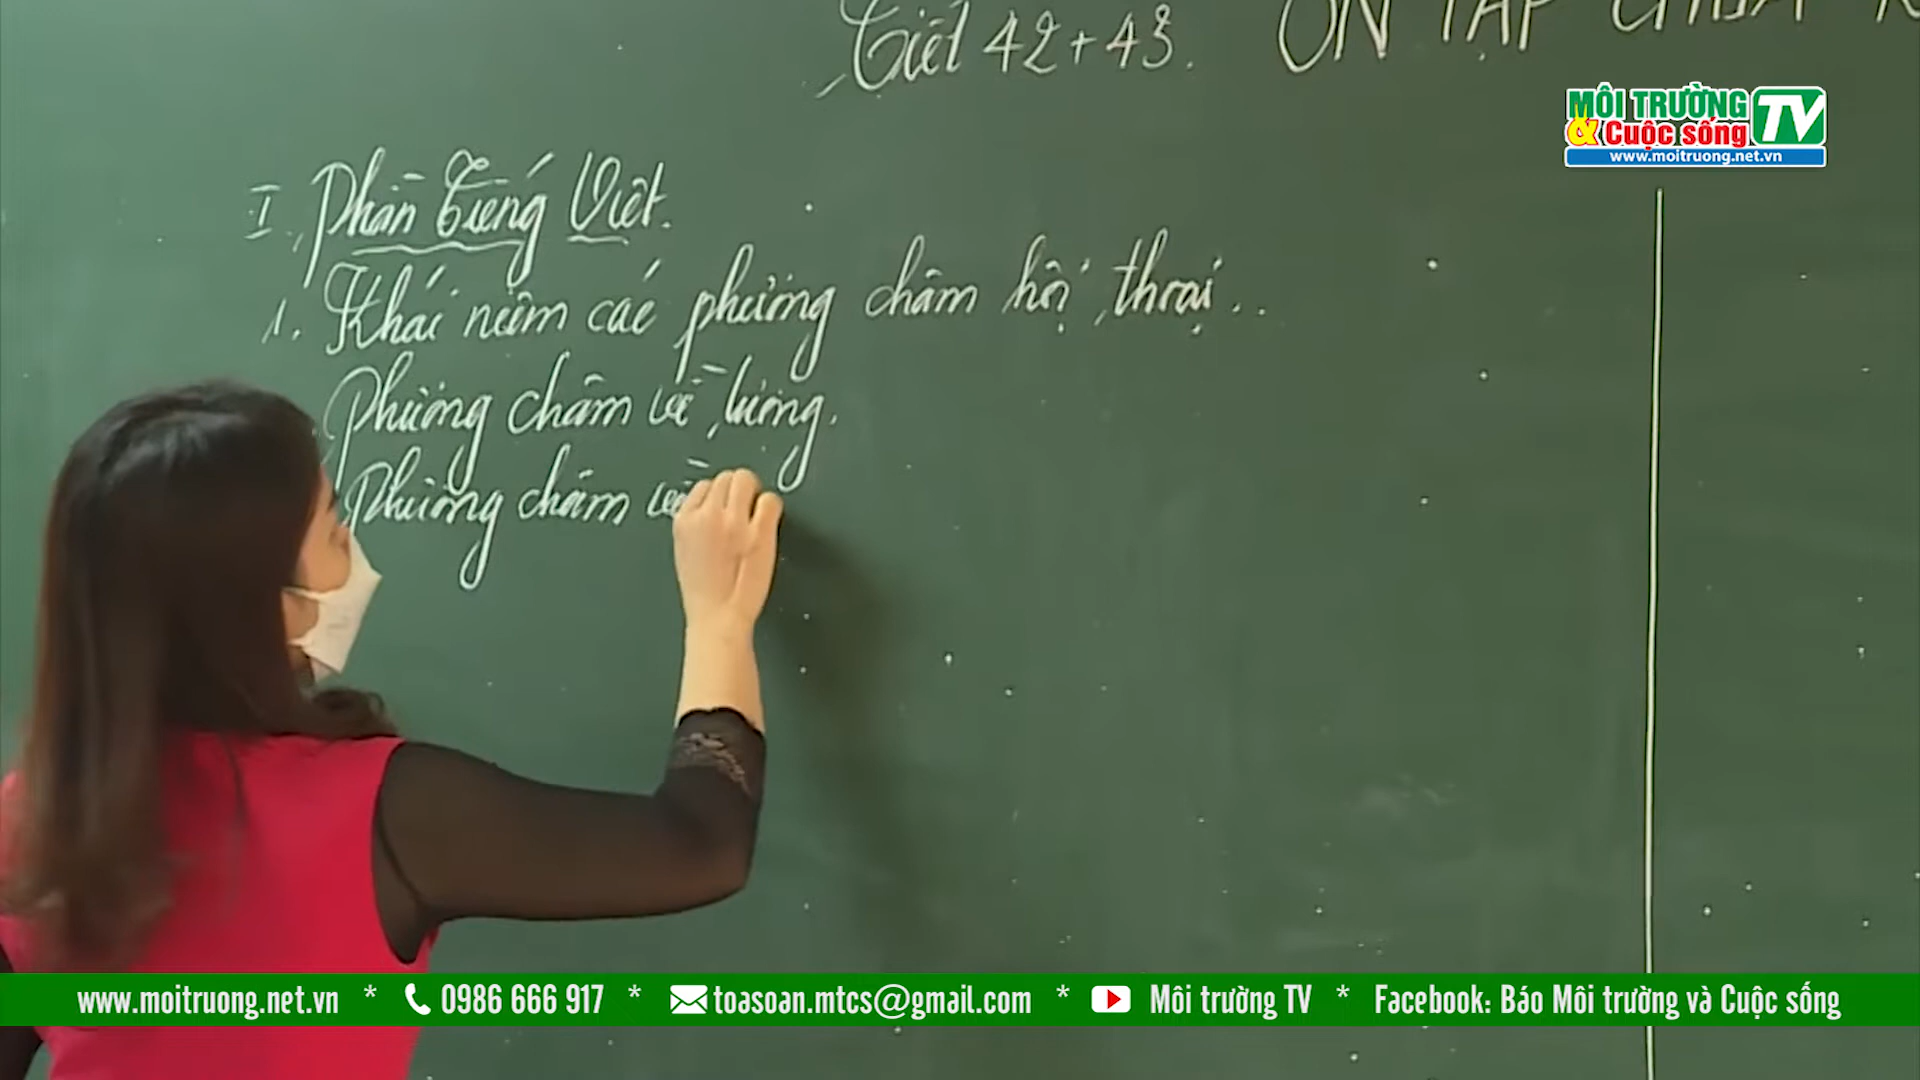 Tiết 42+43. ÔN TẬP
MÔI TRƯỜNG
& Cuộc sống TV
www.moitruong.net.vn
I., Phần Tiếng Việt.
1. Khái niệm các phương châm hội thoại..
Phương châm về lượng.
Phương châm về
www.moitruong.net.vn * 0986 666 917 * toasoan.mtcs@gmail.com * Môi trường TV * Facebook: Báo Môi trường và Cuộc sống